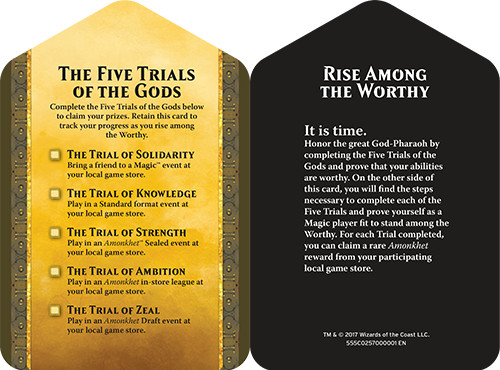 THE FIVE TRIALS
OF THE GODS
Complete the Five Trials of the Gods below
to claim your prizes. Retain this card to
track your progress as you rise among
the Worthy.
THE TRIAL OF SOLIDARITY
Bring a friend to a Magic™ event at
your local game store.
THE TRIAL OF KNOWLEDGE
Play in a Standard format event at
your local game store.
THE TRIAL OF STRENGTH
Play in an Amonkhet™ Sealed event at
your local game store.
THE TRIAL OF AMBITION
Play in an Amonkhet in-store league at
your local game store.
THE TRIAL OF ZEAL
Play in an Amonkhet Draft event at
your local game store.
RISE AMONG
THE WORTHY
It is time.
Honor the great God-Pharaoh by
completing the Five Trials of the
Gods and prove that your abilities
are worthy. On the other side of
this card, you will find the steps
necessary to complete each of the
Five Trials and prove yourself as a
Magic player fit to stand among the
Worthy. For each Trial completed,
you can claim a rare Amonkhet
reward from your participating
local game store.
TM & © 2017 Wizards of the Coast LLC.
555C0257000001 EN